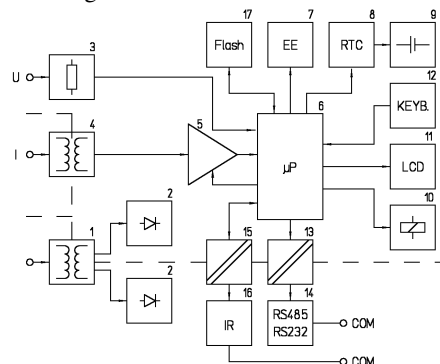 17
7
8
9
Flash
EE
RTC
3
U
12
KEYB.
4
5
6
I
μP
11
LCD
2
10
1
15
13
2
16
14
IR
RS485
RS232
COM
COM